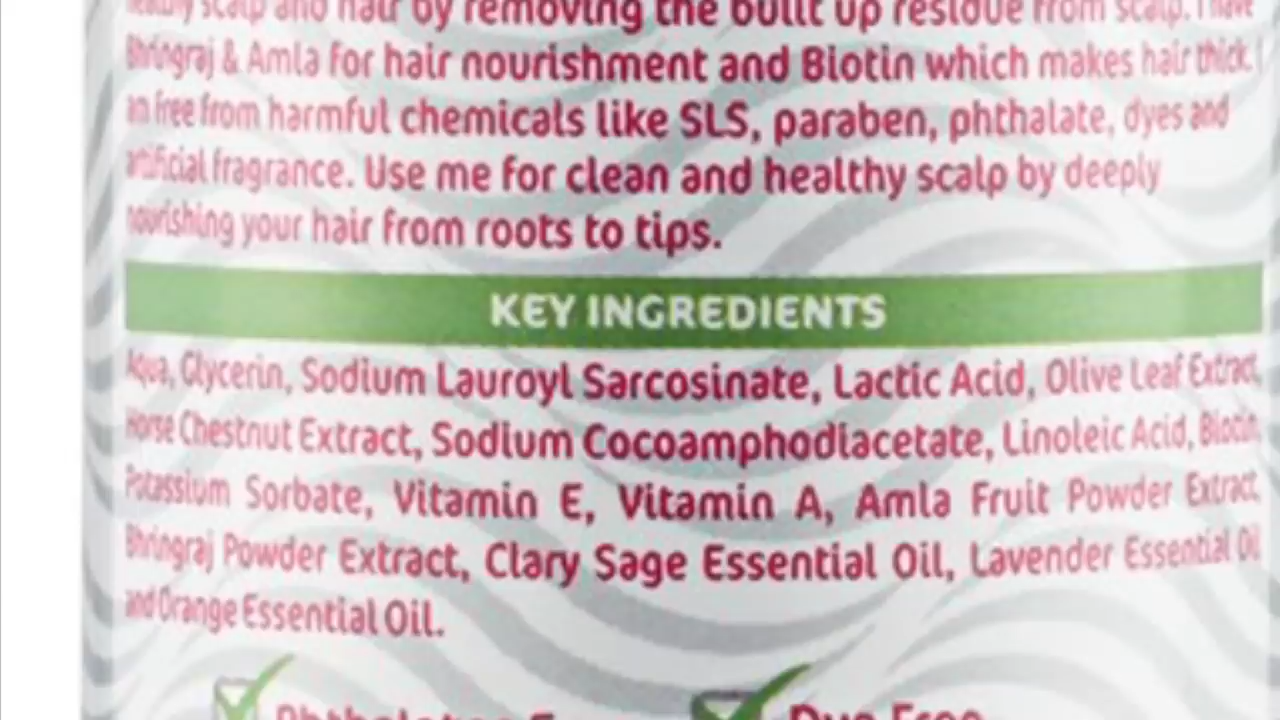 healthy scalp and hair by removing the built up residue from scalp. I have
Bhringraj & Amla for hair nourishment and Biotin which makes hair thick. I
am free from harmful chemicals like SLS, paraben, phthalate, dyes and
artificial fragrance. Use me for clean and healthy scalp by deeply
nourishing your hair from roots to tips.
KEY INGREDIENTS
Aqua, Glycerin, Sodium Lauroyl Sarcosinate, Lactic Acid, Olive Leaf Extract,
Horse Chestnut Extract, Sodium Cocoamphodiacetate, Linoleic Acid, Biotin,
Potassium Sorbate, Vitamin E, Vitamin A, Amla Fruit Powder Extract,
Bhringraj Powder Extract, Clary Sage Essential Oil, Lavender Essential Oil
and Orange Essential Oil.
Phthalates Free Dye Free